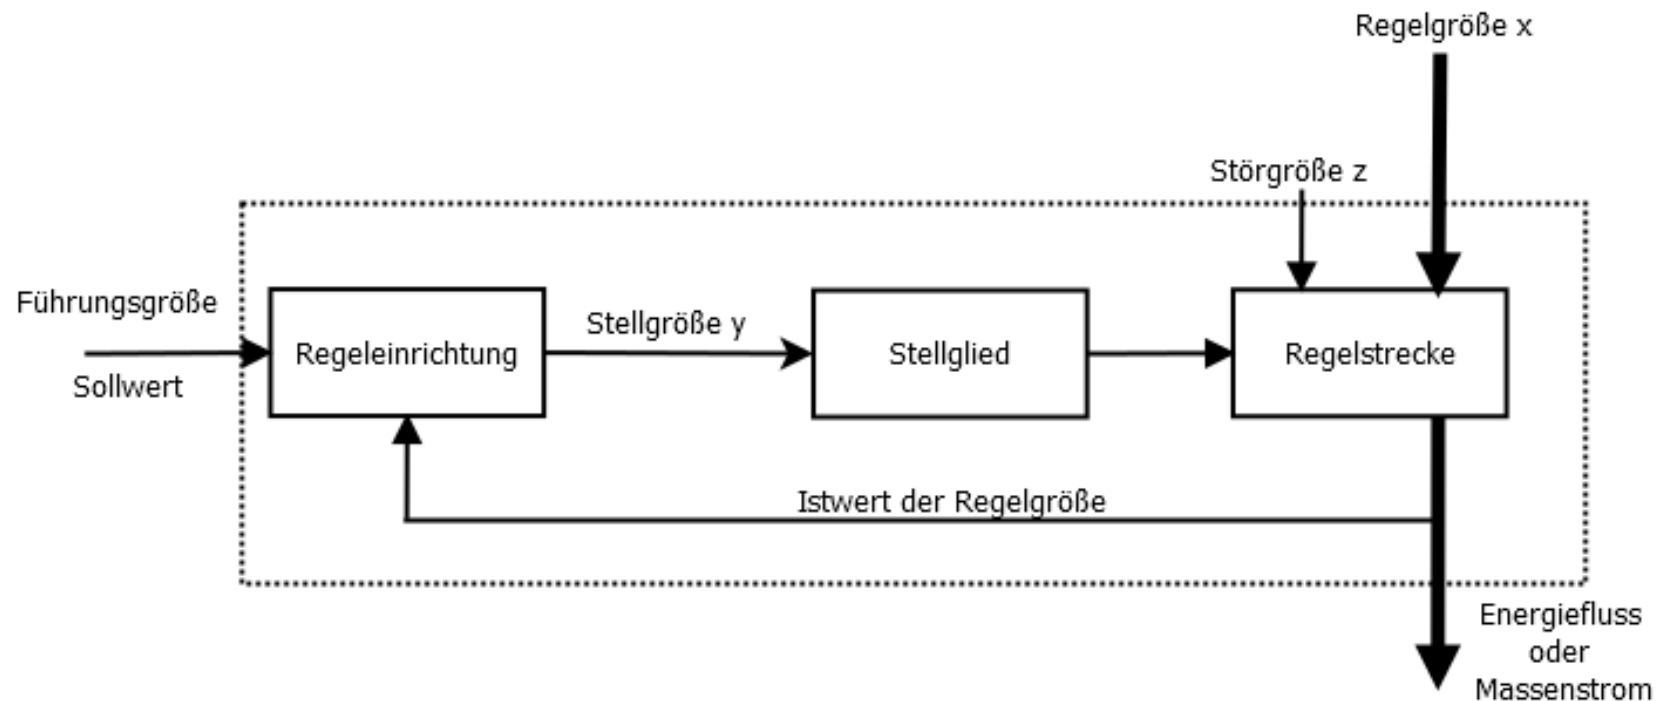 Regelgröße x
Störgröße z
Führungsgröße
Sollwert
Regeleinrichtung
Stellgröße y
Stellglied
Regelstrecke
Istwert der Regelgröße
Energiefluss
oder
Massenstrom